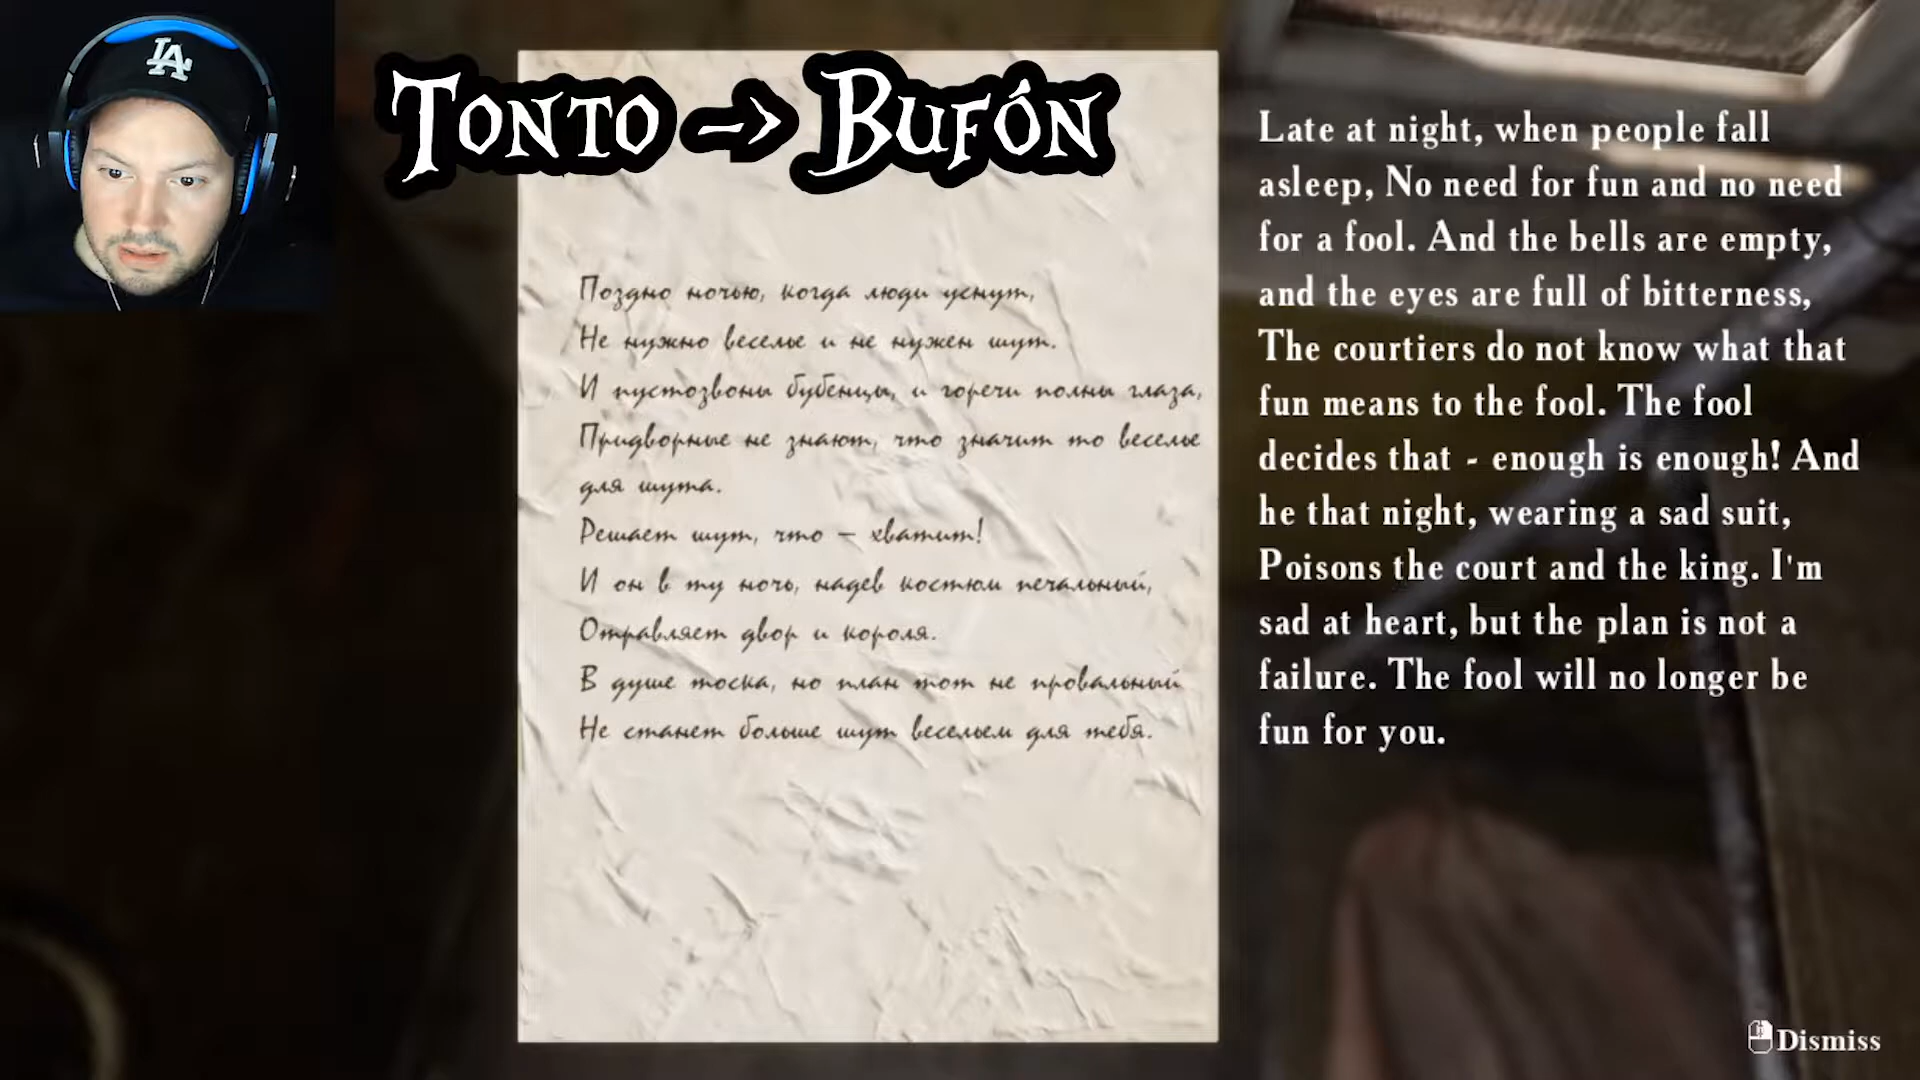 LA
Tonto -> Bufón
Поздно ночью, когда люди уснут,
Не нужно веселье и не нужен шут.
И пустозвоны бубенцы, и горечи полны глаза,
Придворные не знают, что значит то веселье
для шута.
Решает шут, что – хватит!
И он в ту ночь, надев костюм печальный,
Отравляет двор и короля.
В душе тоска, но план тот не провальный
Не станет больше шут весельем для тебя.
Late at night, when people fall
asleep, No need for fun and no need
for a fool. And the bells are empty,
and the eyes are full of bitterness,
The courtiers do not know what that
fun means to the fool. The fool
decides that - enough is enough! And
he that night, wearing a sad suit,
Poisons the court and the king. I'm
sad at heart, but the plan is not a
failure. The fool will no longer be
fun for you.
Dismiss